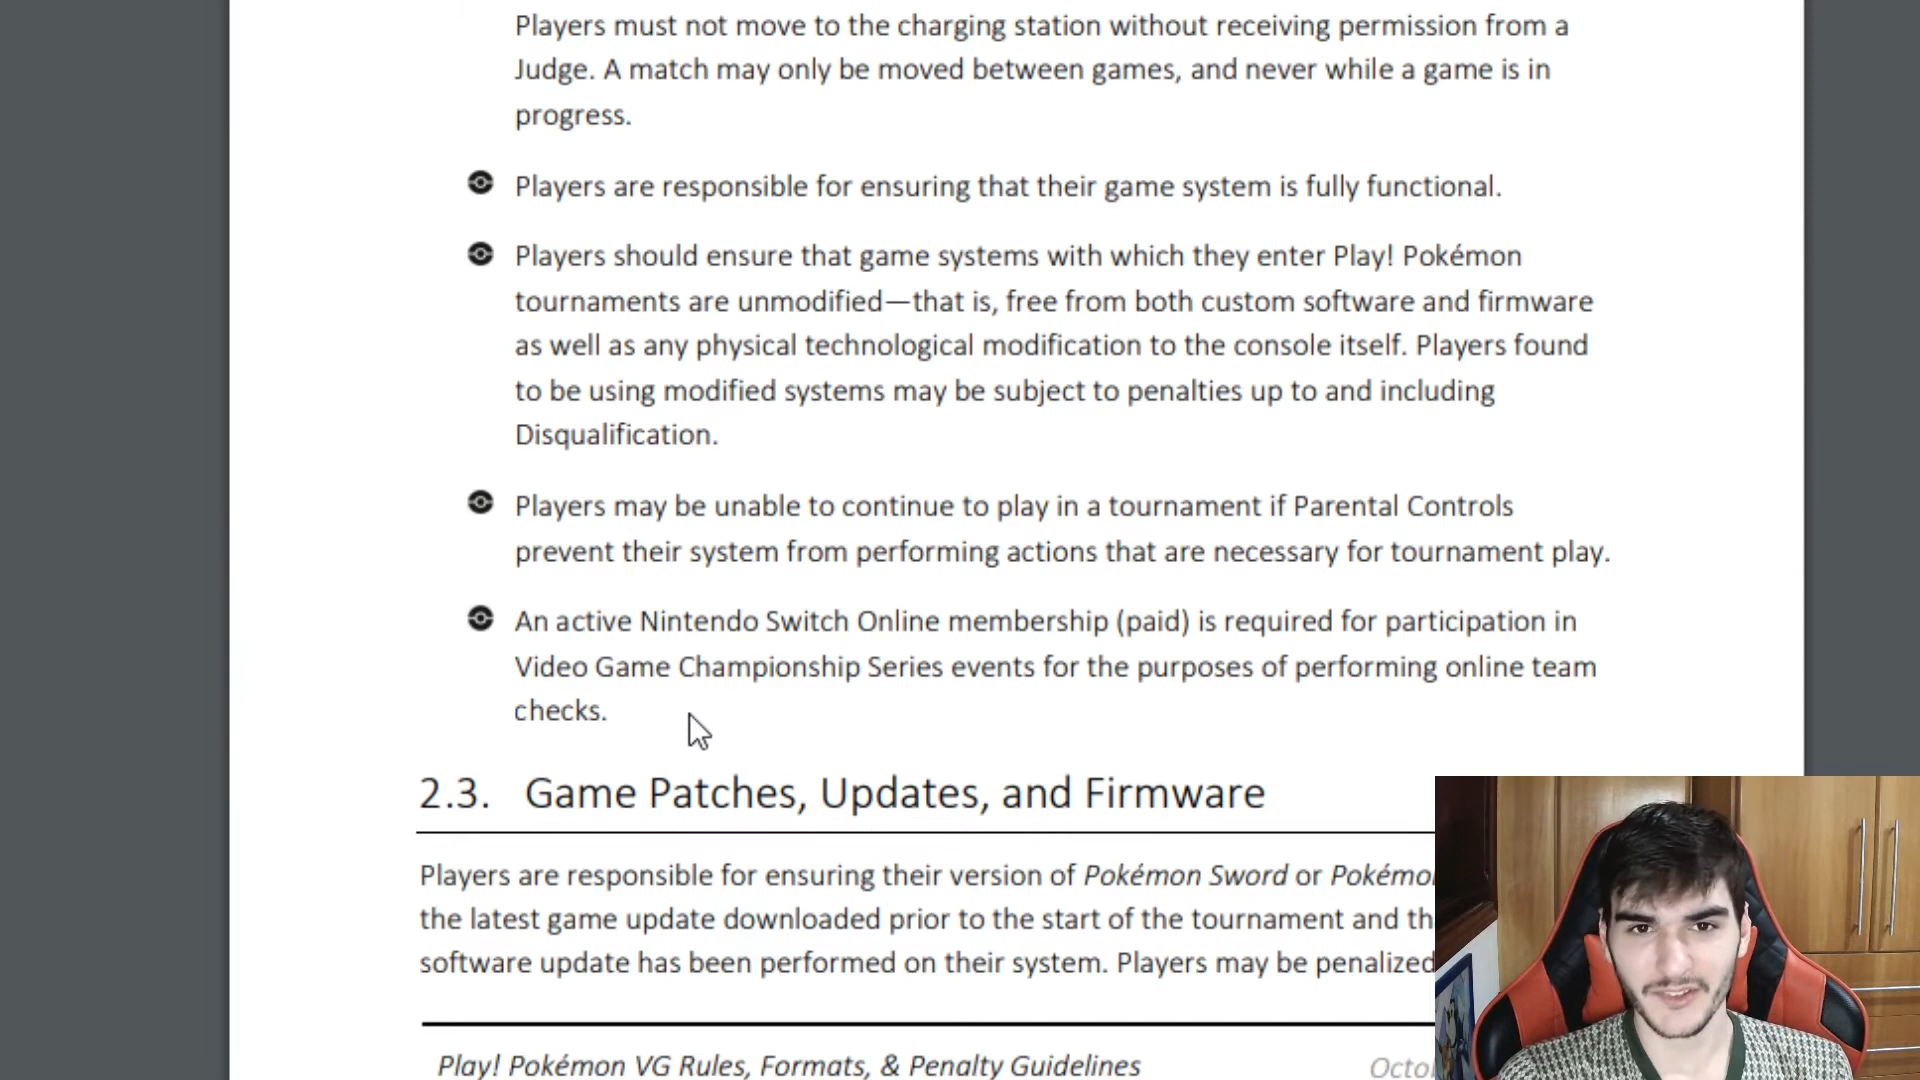 Players must not move to the charging station without receiving permission from a
Judge. A match may only be moved between games, and never while a game is in
progress.
Players are responsible for ensuring that their game system is fully functional.
Players should ensure that game systems with which they enter Play! Pokémon
tournaments are unmodified—that is, free from both custom software and firmware
as well as any physical technological modification to the console itself. Players found
to be using modified systems may be subject to penalties up to and including
Disqualification.
Players may be unable to continue to play in a tournament if Parental Controls
prevent their system from performing actions that are necessary for tournament play.
An active Nintendo Switch Online membership (paid) is required for participation in
Video Game Championship Series events for the purposes of performing online team
checks.
2.3. Game Patches, Updates, and Firmware
Players are responsible for ensuring their version of Pokémon Sword or
the latest game update downloaded prior to the start of the tournament and
software update has been performed on their system. Players may be penalized
Play! Pokémon VG Rules, Formats, & Penalty Guidelines